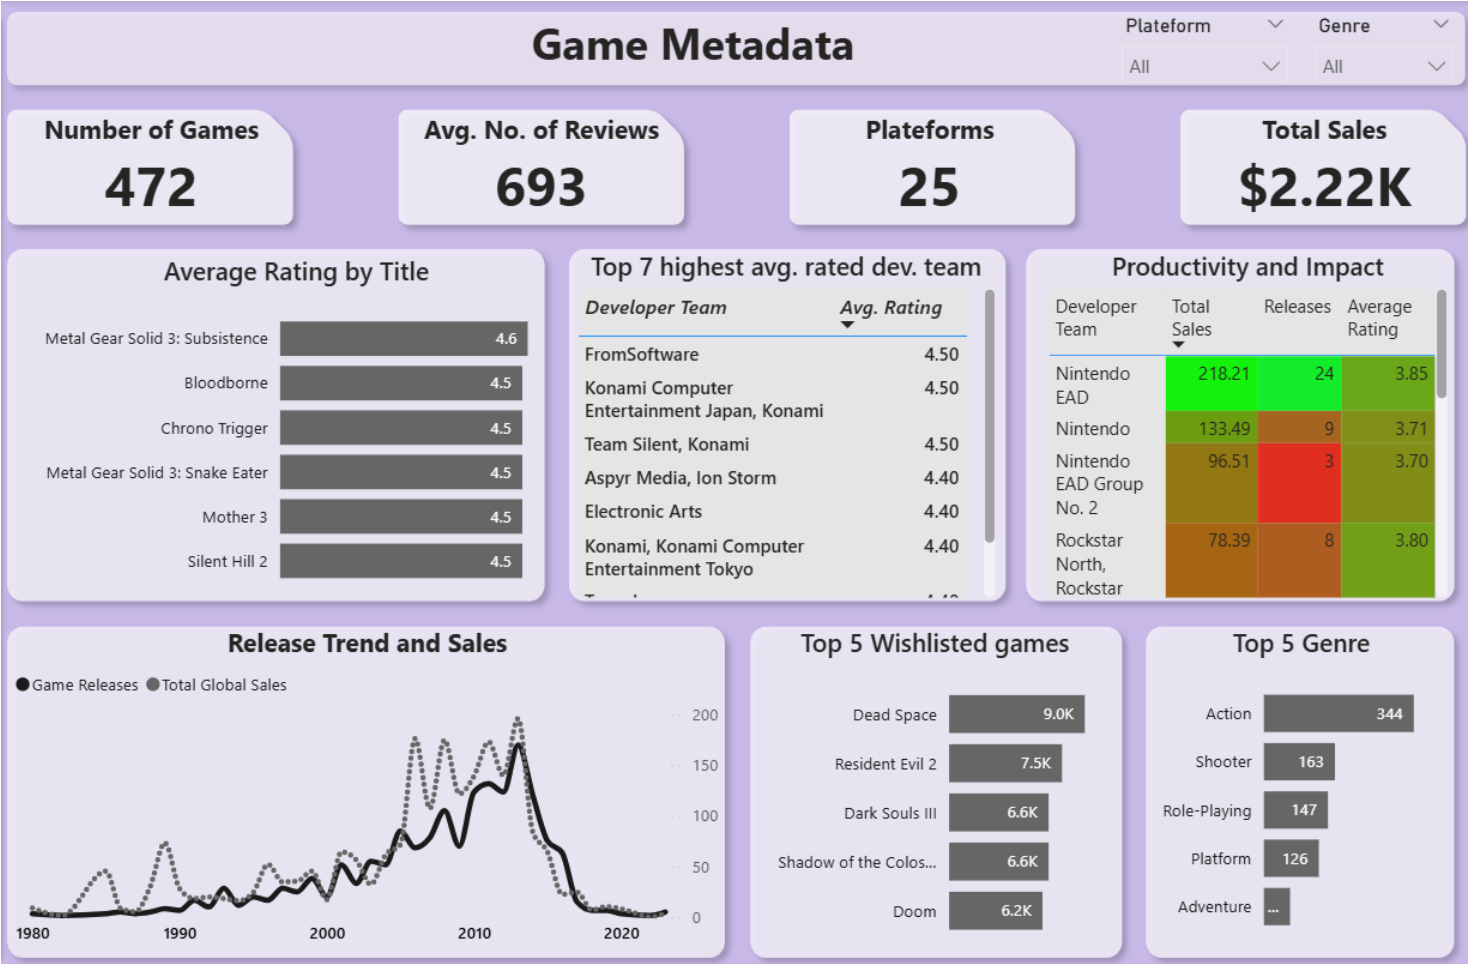 Game Metadata
Plateform
Genre
All
All
Number of Games
472
Avg. No. of Reviews
693
Plateforms
25
Total Sales
$2.22K
Average Rating by Title
Metal Gear Solid 3: Subsistence 4.6
Bloodborne 4.5
Chrono Trigger 4.5
Metal Gear Solid 3: Snake Eater 4.5
Mother 3 4.5
Silent Hill 2 4.5
Top 7 highest avg. rated dev. team
Developer Team Avg. Rating
FromSoftware 4.50
Konami Computer 4.50
Entertainment Japan, Konami
Team Silent, Konami 4.50
Aspyr Media, Ion Storm 4.40
Electronic Arts 4.40
Konami, Konami Computer 4.40
Entertainment Tokyo
Productivity and Impact
Developer Total Releases Average
Team Sales Rating
Nintendo 218.21 24 3.85
EAD
Nintendo 133.49 9 3.71
Nintendo 96.51 3 3.70
EAD Group
No. 2
Rockstar 78.39 8 3.80
North,
Rockstar
Release Trend and Sales
Game Releases Total Global Sales
200
150
100
50
0
1980 1990 2000 2010 2020
Top 5 Wishlisted games
Dead Space 9.0K
Resident Evil 2 7.5K
Dark Souls III 6.6K
Shadow of the Colos... 6.6K
Doom 6.2K
Top 5 Genre
Action 344
Shooter 163
Role-Playing 147
Platform 126
Adventure ...